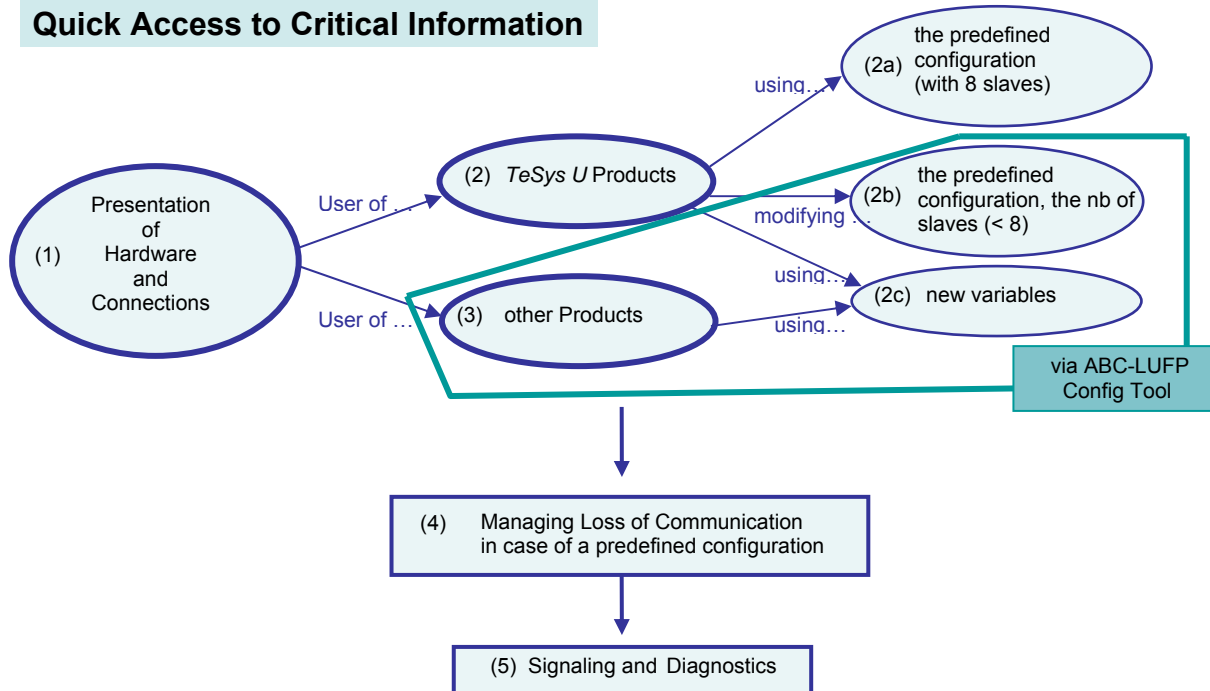 Quick Access to Critical Information
(1)
Presentation
of
Hardware
and
Connections
User of ...
User of ...
(2) TeSys U Products
(3) other Products
using...
modifying ...
using...
using...
(2a) the predefined
configuration
(with 8 slaves)
(2b) the predefined
configuration, the nb of
slaves (< 8)
(2c) new variables
via ABC-LUFP
Config Tool
(4) Managing Loss of Communication
in case of a predefined configuration
(5) Signaling and Diagnostics